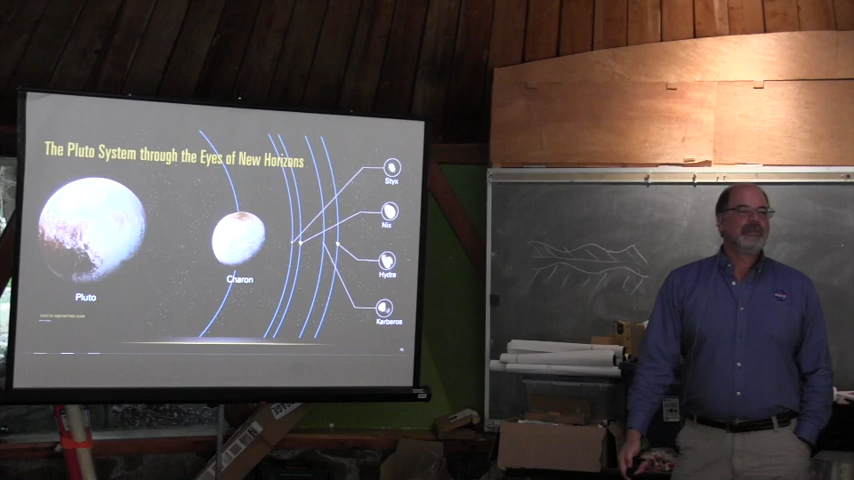 The Pluto System through the Eyes of New Horizons
Styx
Nix
Hydra
Kerberos
Charon
Pluto